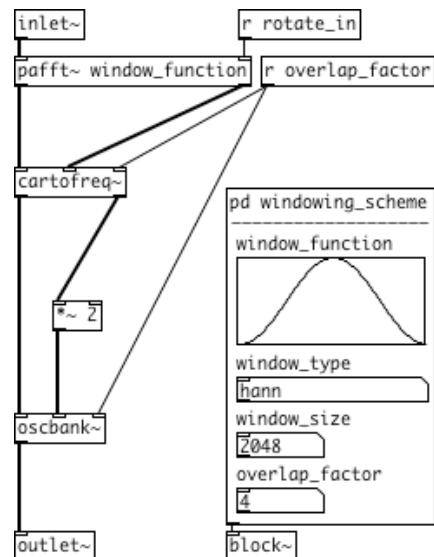 inlet~
r rotate_in
pafft~ window_function
r overlap_factor
cartofreq~
pd windowing_scheme
---------------------
window_function
*~ 2
window_type
hann
window_size
2048
oscbank~
overlap_factor
4
outlet~
block~